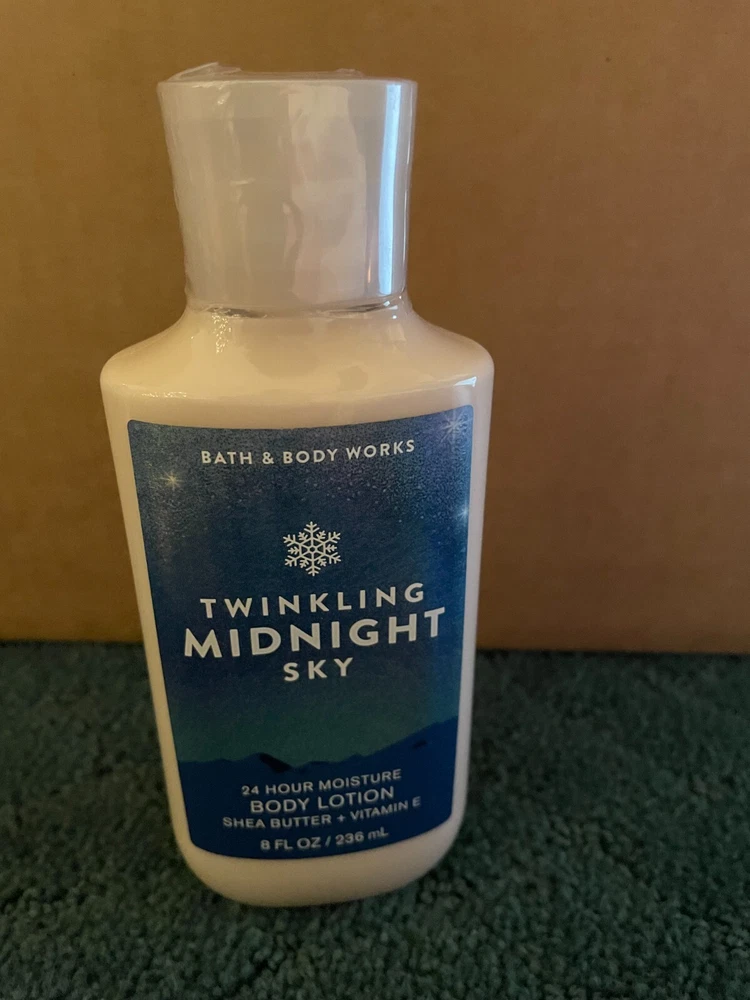 BATH & BODY WORKS
TWINKLING
MIDNIGHT
SKY
24 HOUR MOISTURE
BODY LOTION
SHEA BUTTER + VITAMIN E
8 FL OZ / 236 mL